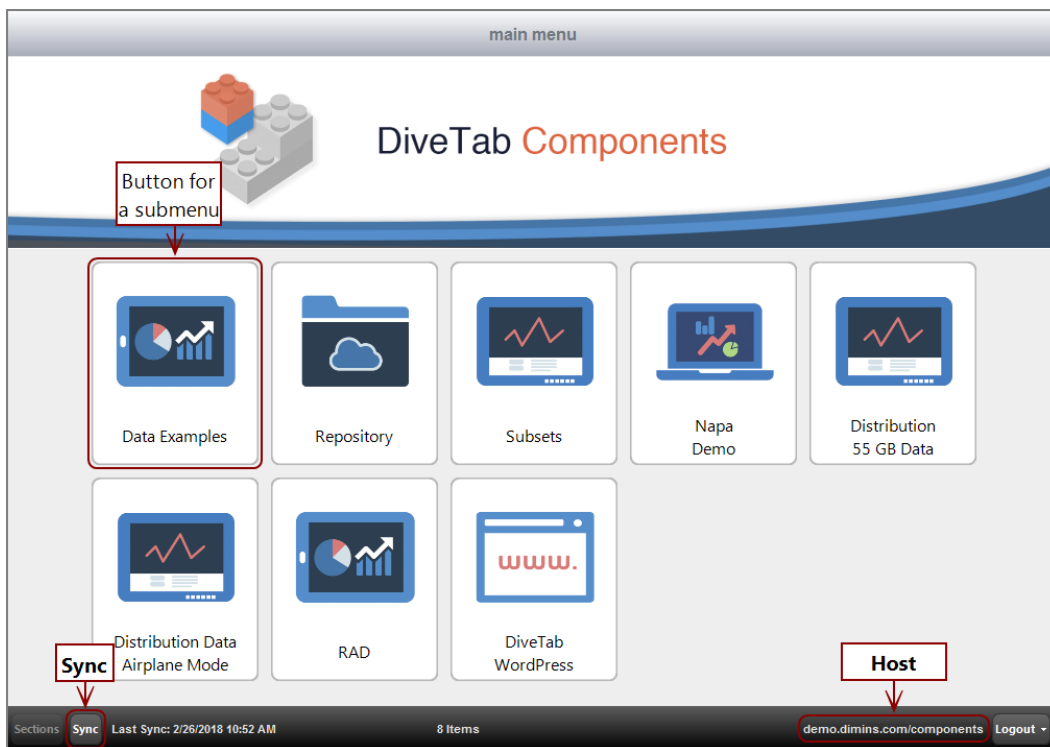 main menu
DiveTab Components
Button for
a submenu
Data Examples
Repository
Subsets
Napa
Demo
Distribution
55 GB Data
Distribution Data
Airplane Mode
RAD
www.
DiveTab
WordPress
Sync
Host
Sections Sync Last Sync: 2/26/2018 10:52 AM 8 Items demo.dimins.com/components Logout